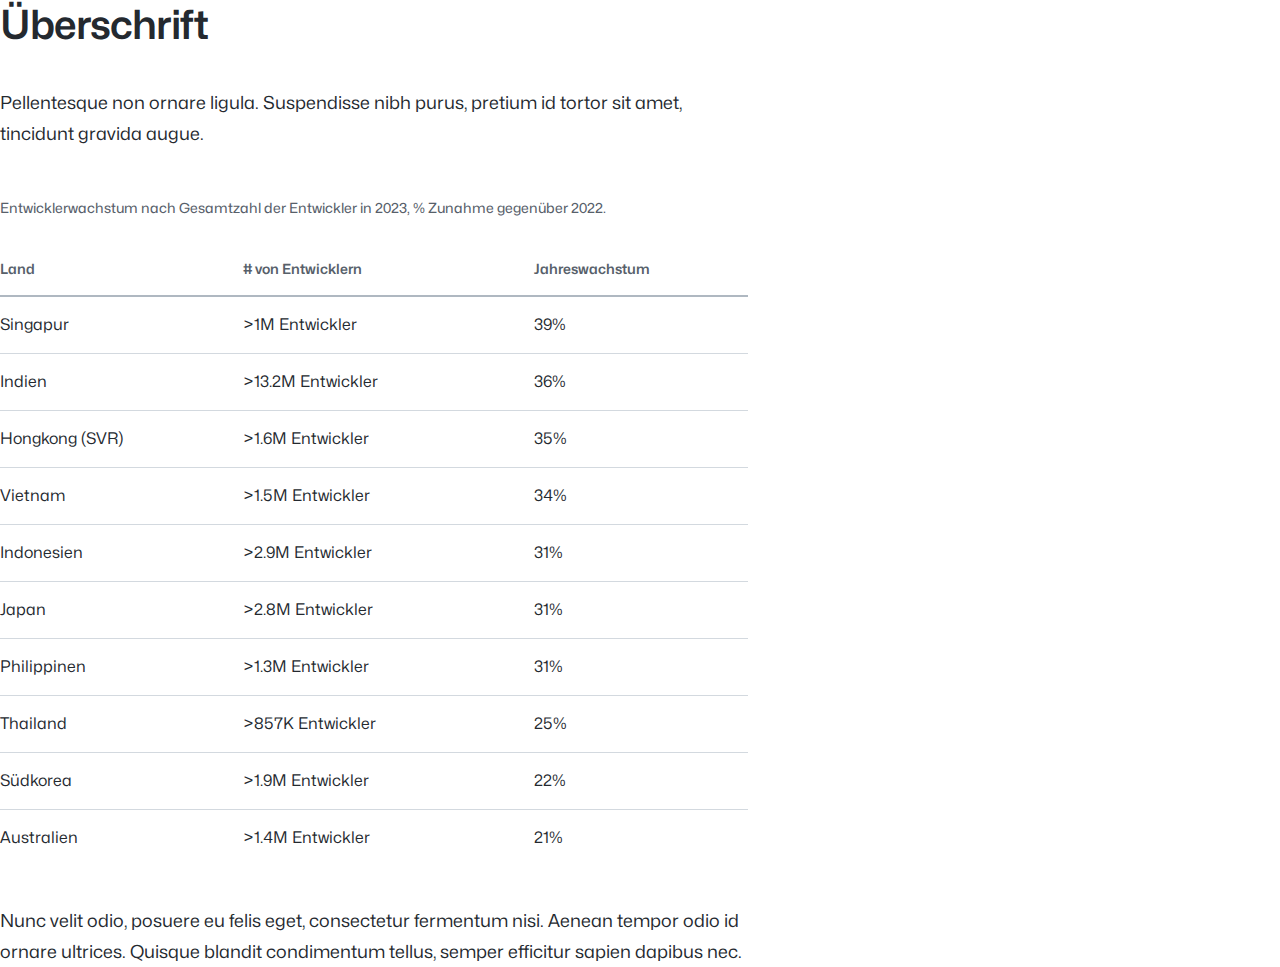 Überschrift
Pellentesque non ornare ligula. Suspendisse nibh purus, pretium id tortor sit amet,
tincidunt gravida augue.
Entwicklerwachstum nach Gesamtzahl der Entwickler in 2023, % Zunahme gegenüber 2022.
Land # von Entwicklern Jahreswachstum
Singapur >1M Entwickler 39%
Indien >13.2M Entwickler 36%
Hongkong (SVR) >1.6M Entwickler 35%
Vietnam >1.5M Entwickler 34%
Indonesien >2.9M Entwickler 31%
Japan >2.8M Entwickler 31%
Philippinen >1.3M Entwickler 31%
Thailand >857K Entwickler 25%
Südkorea >1.9M Entwickler 22%
Australien >1.4M Entwickler 21%
Nunc velit odio, posuere eu felis eget, consectetur fermentum nisi. Aenean tempor odio id
ornare ultrices. Quisque blandit condimentum tellus, semper efficitur sapien dapibus nec.